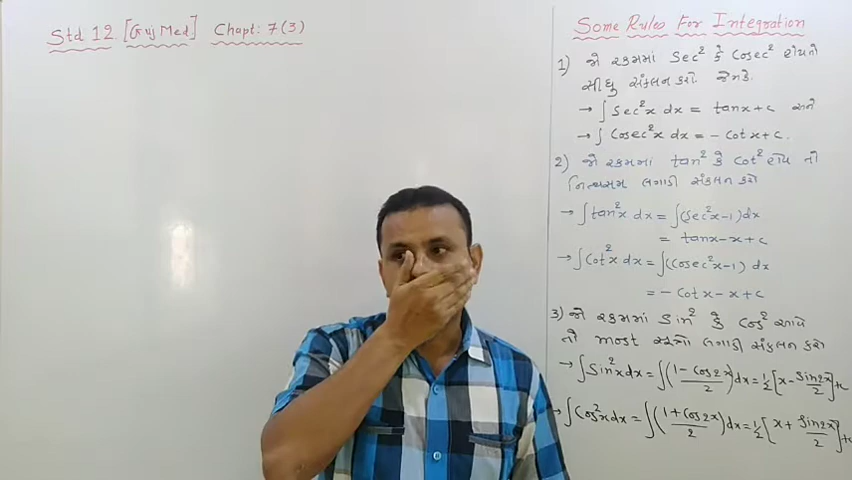 Std 12 [Guj Med] Chapt: 7(3)
Some Rules For Integration
1) જો રકમમાં Sec² કે Cosec² હોય તો
સીધુ સંકલન કરો. જેમકે.
→ ∫Sec²x dx = tanx + c અને
→ ∫Cosec²x dx = - Cotx + c.
2) જો રકમમાં tan² કે Cot² હોય તો
નિત્યસમ લગાડી સંકલન કરો
→ ∫tan²x dx = ∫(Sec²x-1)dx
= tanx - x + c
→ ∫Cot²x dx = ∫(Cosec²x-1) dx
= - Cotx - x + c
3) જો રકમમાં Sin² કે Cos² આવે
તો most સૂત્રો લગાડી સંકલન કરો
→ ∫Sin²x dx = ∫(1-Cos2x/2)dx = 1/2[x - Sin2x/2] + c
→ ∫Cos²x dx = ∫(1+Cos2x/2)dx = 1/2[x + Sin2x/2] + c